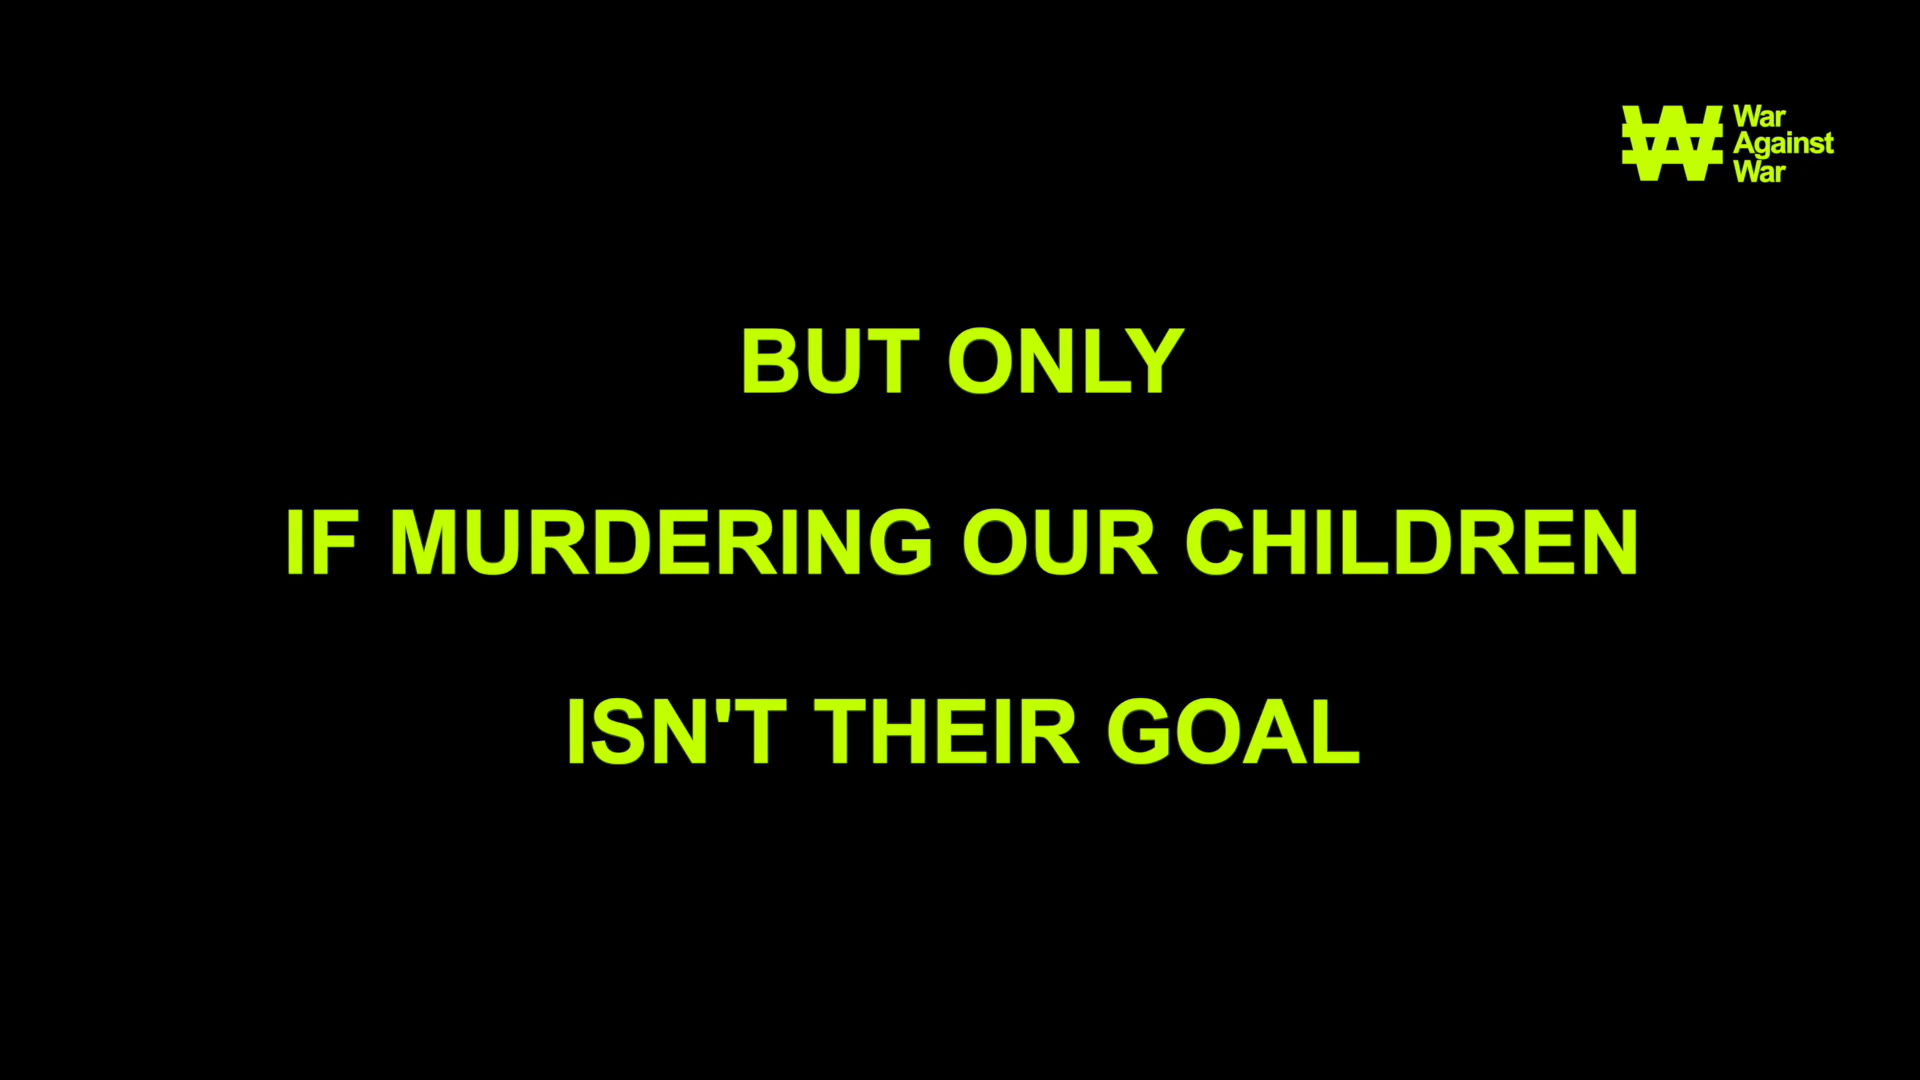 War
Against
War
BUT ONLY
IF MURDERING OUR CHILDREN
ISN'T THEIR GOAL